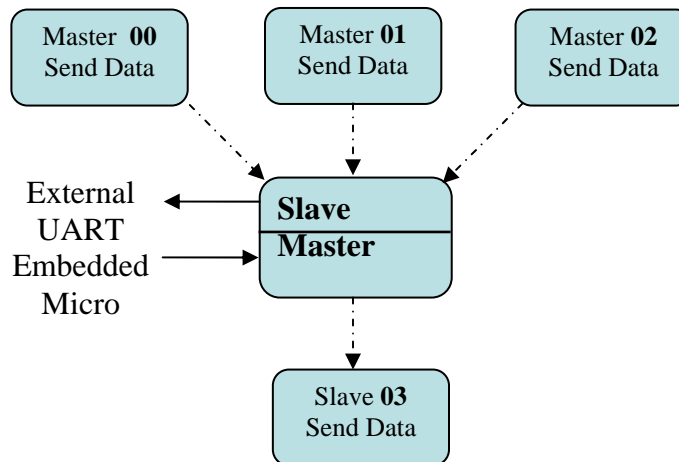 Master 00
Send Data
Master 01
Send Data
Master 02
Send Data
External
UART
Embedded
Micro
Slave
Master
Slave 03
Send Data